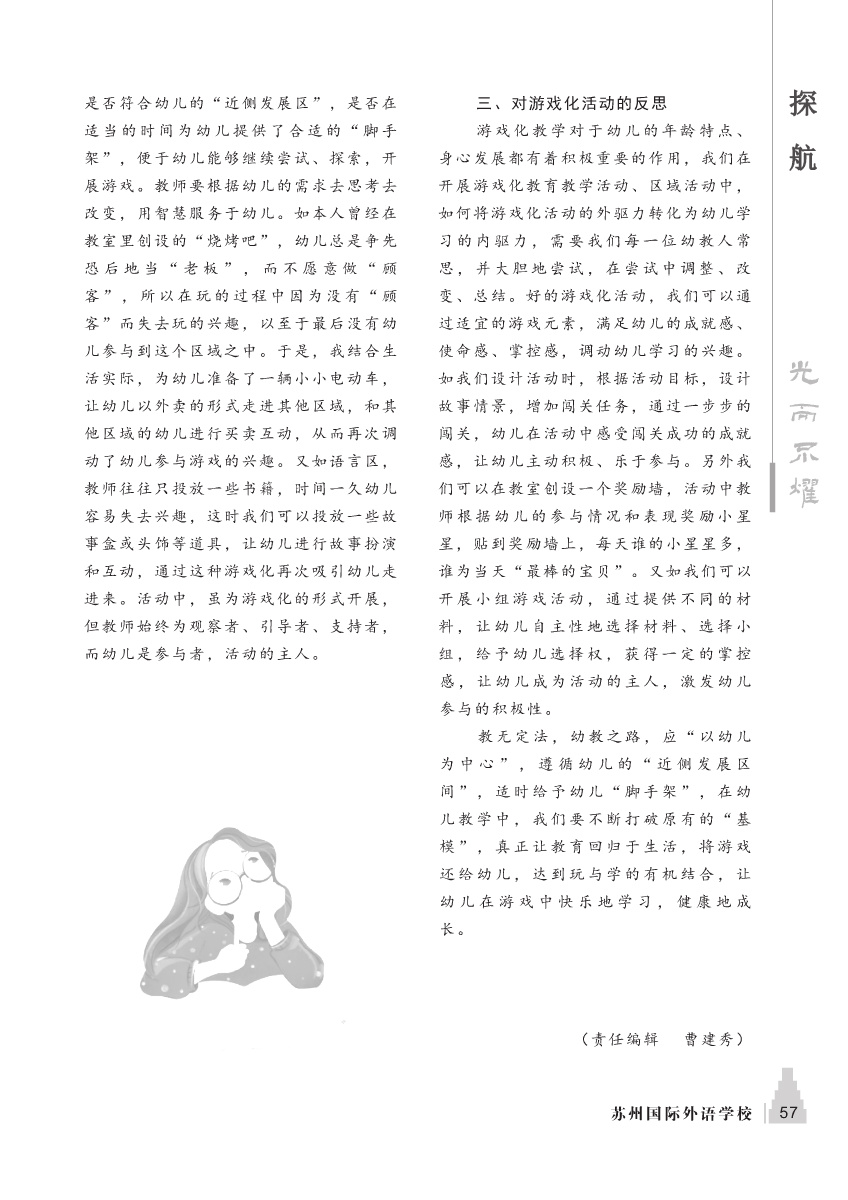 是否符合幼儿的“近侧发展区”，是否在
适当的时间为幼儿提供了合适的“脚手
架”，便于幼儿能够继续尝试、探索，开
展游戏。教师要根据幼儿的需求去思考去
改变，用智慧服务于幼儿。如本人曾经在
教室里创设的“烧烤吧”，幼儿总是争先
恐后地当“老板”，而不愿意做“顾
客”，所以在玩的过程中因为没有“顾
客”而失去玩的兴趣，以至于最后没有幼
儿参与到这个区域之中。于是，我结合生
活实际，为幼儿准备了一辆小小电动车，
让幼儿以外卖的形式走进其他区域，和其
他区域的幼儿进行买卖互动，从而再次调
动了幼儿参与游戏的兴趣。又如语言区，
教师往往只投放一些书籍，时间一久幼儿
容易失去兴趣，这时我们可以投放一些故
事盒或头饰等道具，让幼儿进行故事扮演
和互动，通过这种游戏化再次吸引幼儿走
进来。活动中，虽为游戏化的形式开展，
但教师始终为观察者、引导者、支持者，
而幼儿是参与者，活动的主人。
三、对游戏化活动的反思
游戏化教学对于幼儿的年龄特点、
身心发展都有着积极重要的作用，我们在
开展游戏化教育教学活动、区域活动中，
如何将游戏化活动的外驱力转化为幼儿学
习的内驱力，需要我们每一位幼教人常
思，并大胆地尝试，在尝试中调整、改
变、总结。好的游戏化活动，我们可以通
过适宜的游戏元素，满足幼儿的成就感、
使命感、掌控感，调动幼儿学习的兴趣。
如我们设计活动时，根据活动目标，设计
故事情景，增加闯关任务，通过一步步的
闯关，幼儿在活动中感受闯关成功的成就
感，让幼儿主动积极、乐于参与。另外我
们可以在教室创设一个奖励墙，活动中教
师根据幼儿的参与情况和表现奖励小星
星，贴到奖励墙上，每天谁的小星星多，
谁为当天“最棒的宝贝”。又如我们可以
开展小组游戏活动，通过提供不同的材
料，让幼儿自主性地选择材料、选择小
组，给予幼儿选择权，获得一定的掌控
感，让幼儿成为活动的主人，激发幼儿
参与的积极性。
教无定法，幼教之路，应“以幼儿
为中心”，遵循幼儿的“近侧发展区
间”，适时给予幼儿“脚手架”，在幼
儿教学中，我们要不断打破原有的“墓
模”，真正让教育回归于生活，将游戏
还给幼儿，达到玩与学的有机结合，让
幼儿在游戏中快乐地学习，健康地成
长。
（责任编辑　曹建秀）
探航
光而不耀
苏州国际外语学校 57